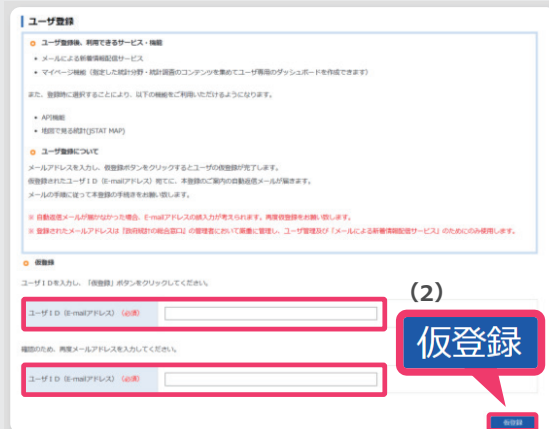 ユーザ登録
ユーザ登録後、利用できるサービス・機能
• メールによる新着情報配信サービス
• マイページ機能（指定した統計分野・統計調査のコンテンツを集めてユーザ専用のダッシュボードを作成できます）
また、登録時に選択することにより、以下の機能をご利用いただけるようになります。
• API機能
• 地図で見る統計(jSTAT MAP)
ユーザ登録について
メールアドレスを入力し、仮登録ボタンをクリックするとユーザの仮登録が完了します。
仮登録されたユーザＩＤ（E-mailアドレス）宛てに、本登録のご案内の自動返信メールが届きます。
メールの手順に従って本登録の手続きをお願い致します。
※ 自動返信メールが届かなかった場合、E-mailアドレスの誤入力が考えられます。再度仮登録をお願い致します。
※ 登録されたメールアドレスは『政府統計の総合窓口』の管理者において厳重に管理し、ユーザ管理及び「メールによる新着情報配信サービス」のためにのみ使用します。
仮登録
ユーザＩＤを入力し、「仮登録」ボタンをクリックしてください。
（2）
ユーザＩＤ（E-mailアドレス）（必須）
仮登録
確認のため、再度メールアドレスを入力してください。
ユーザＩＤ（E-mailアドレス）（必須）
仮登録